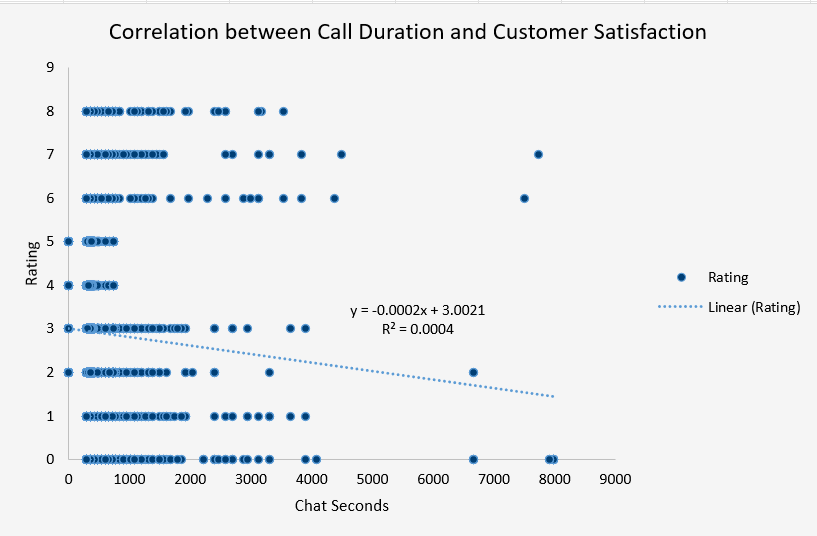 Correlation between Call Duration and Customer Satisfaction
9
8
7
6
5
4
3
2
1
0
Rating
y = -0.0002x + 3.0021
R² = 0.0004
0 1000 2000 3000 4000 5000 6000 7000 8000 9000
Chat Seconds
Rating
Linear (Rating)